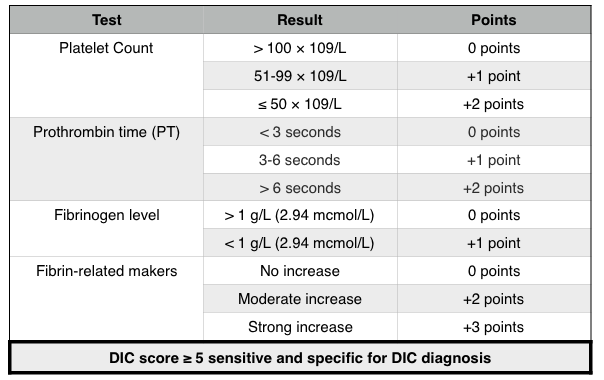 Test Result Points
Platelet Count > 100 × 109/L 0 points
51-99 × 109/L +1 point
≤ 50 × 109/L +2 points
Prothrombin time (PT) < 3 seconds 0 points
3-6 seconds +1 point
> 6 seconds +2 points
Fibrinogen level > 1 g/L (2.94 mcmol/L) 0 points
< 1 g/L (2.94 mcmol/L) +1 point
Fibrin-related makers No increase 0 points
Moderate increase +2 points
Strong increase +3 points
DIC score ≥ 5 sensitive and specific for DIC diagnosis